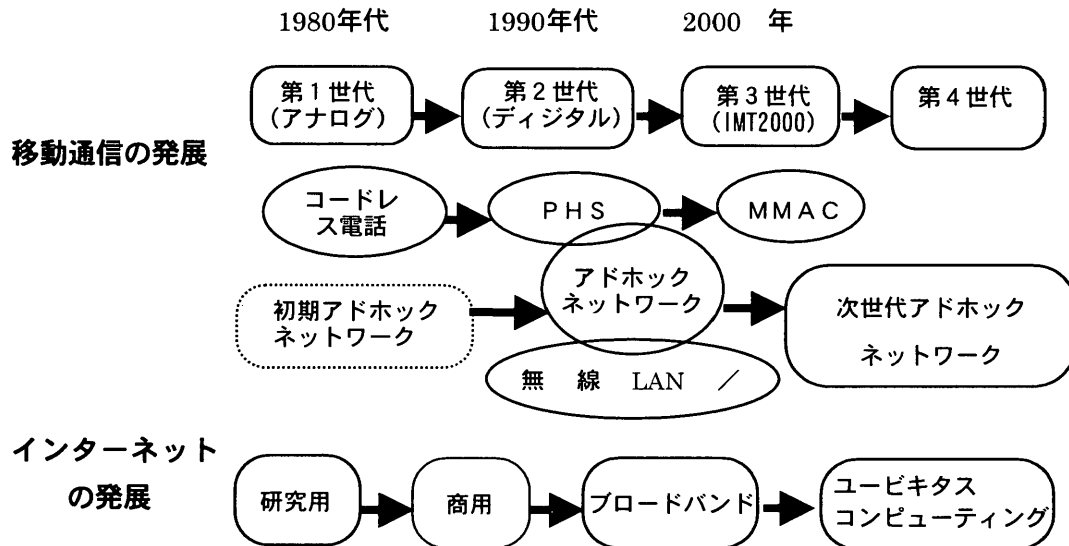 1980年代 1990年代 2000 年
第1世代
(アナログ)
第2世代
(ディジタル)
第3世代
(IMT2000)
第4世代
移動通信の発展
コードレ
ス電話
PHS
MMAC
初期アドホック
ネットワーク
アドホック
ネットワーク
次世代アドホック
ネットワーク
無 線 LAN /
インターネット
の発展
研究用
商用
ブロードバンド
ユービキタス
コンピューティング